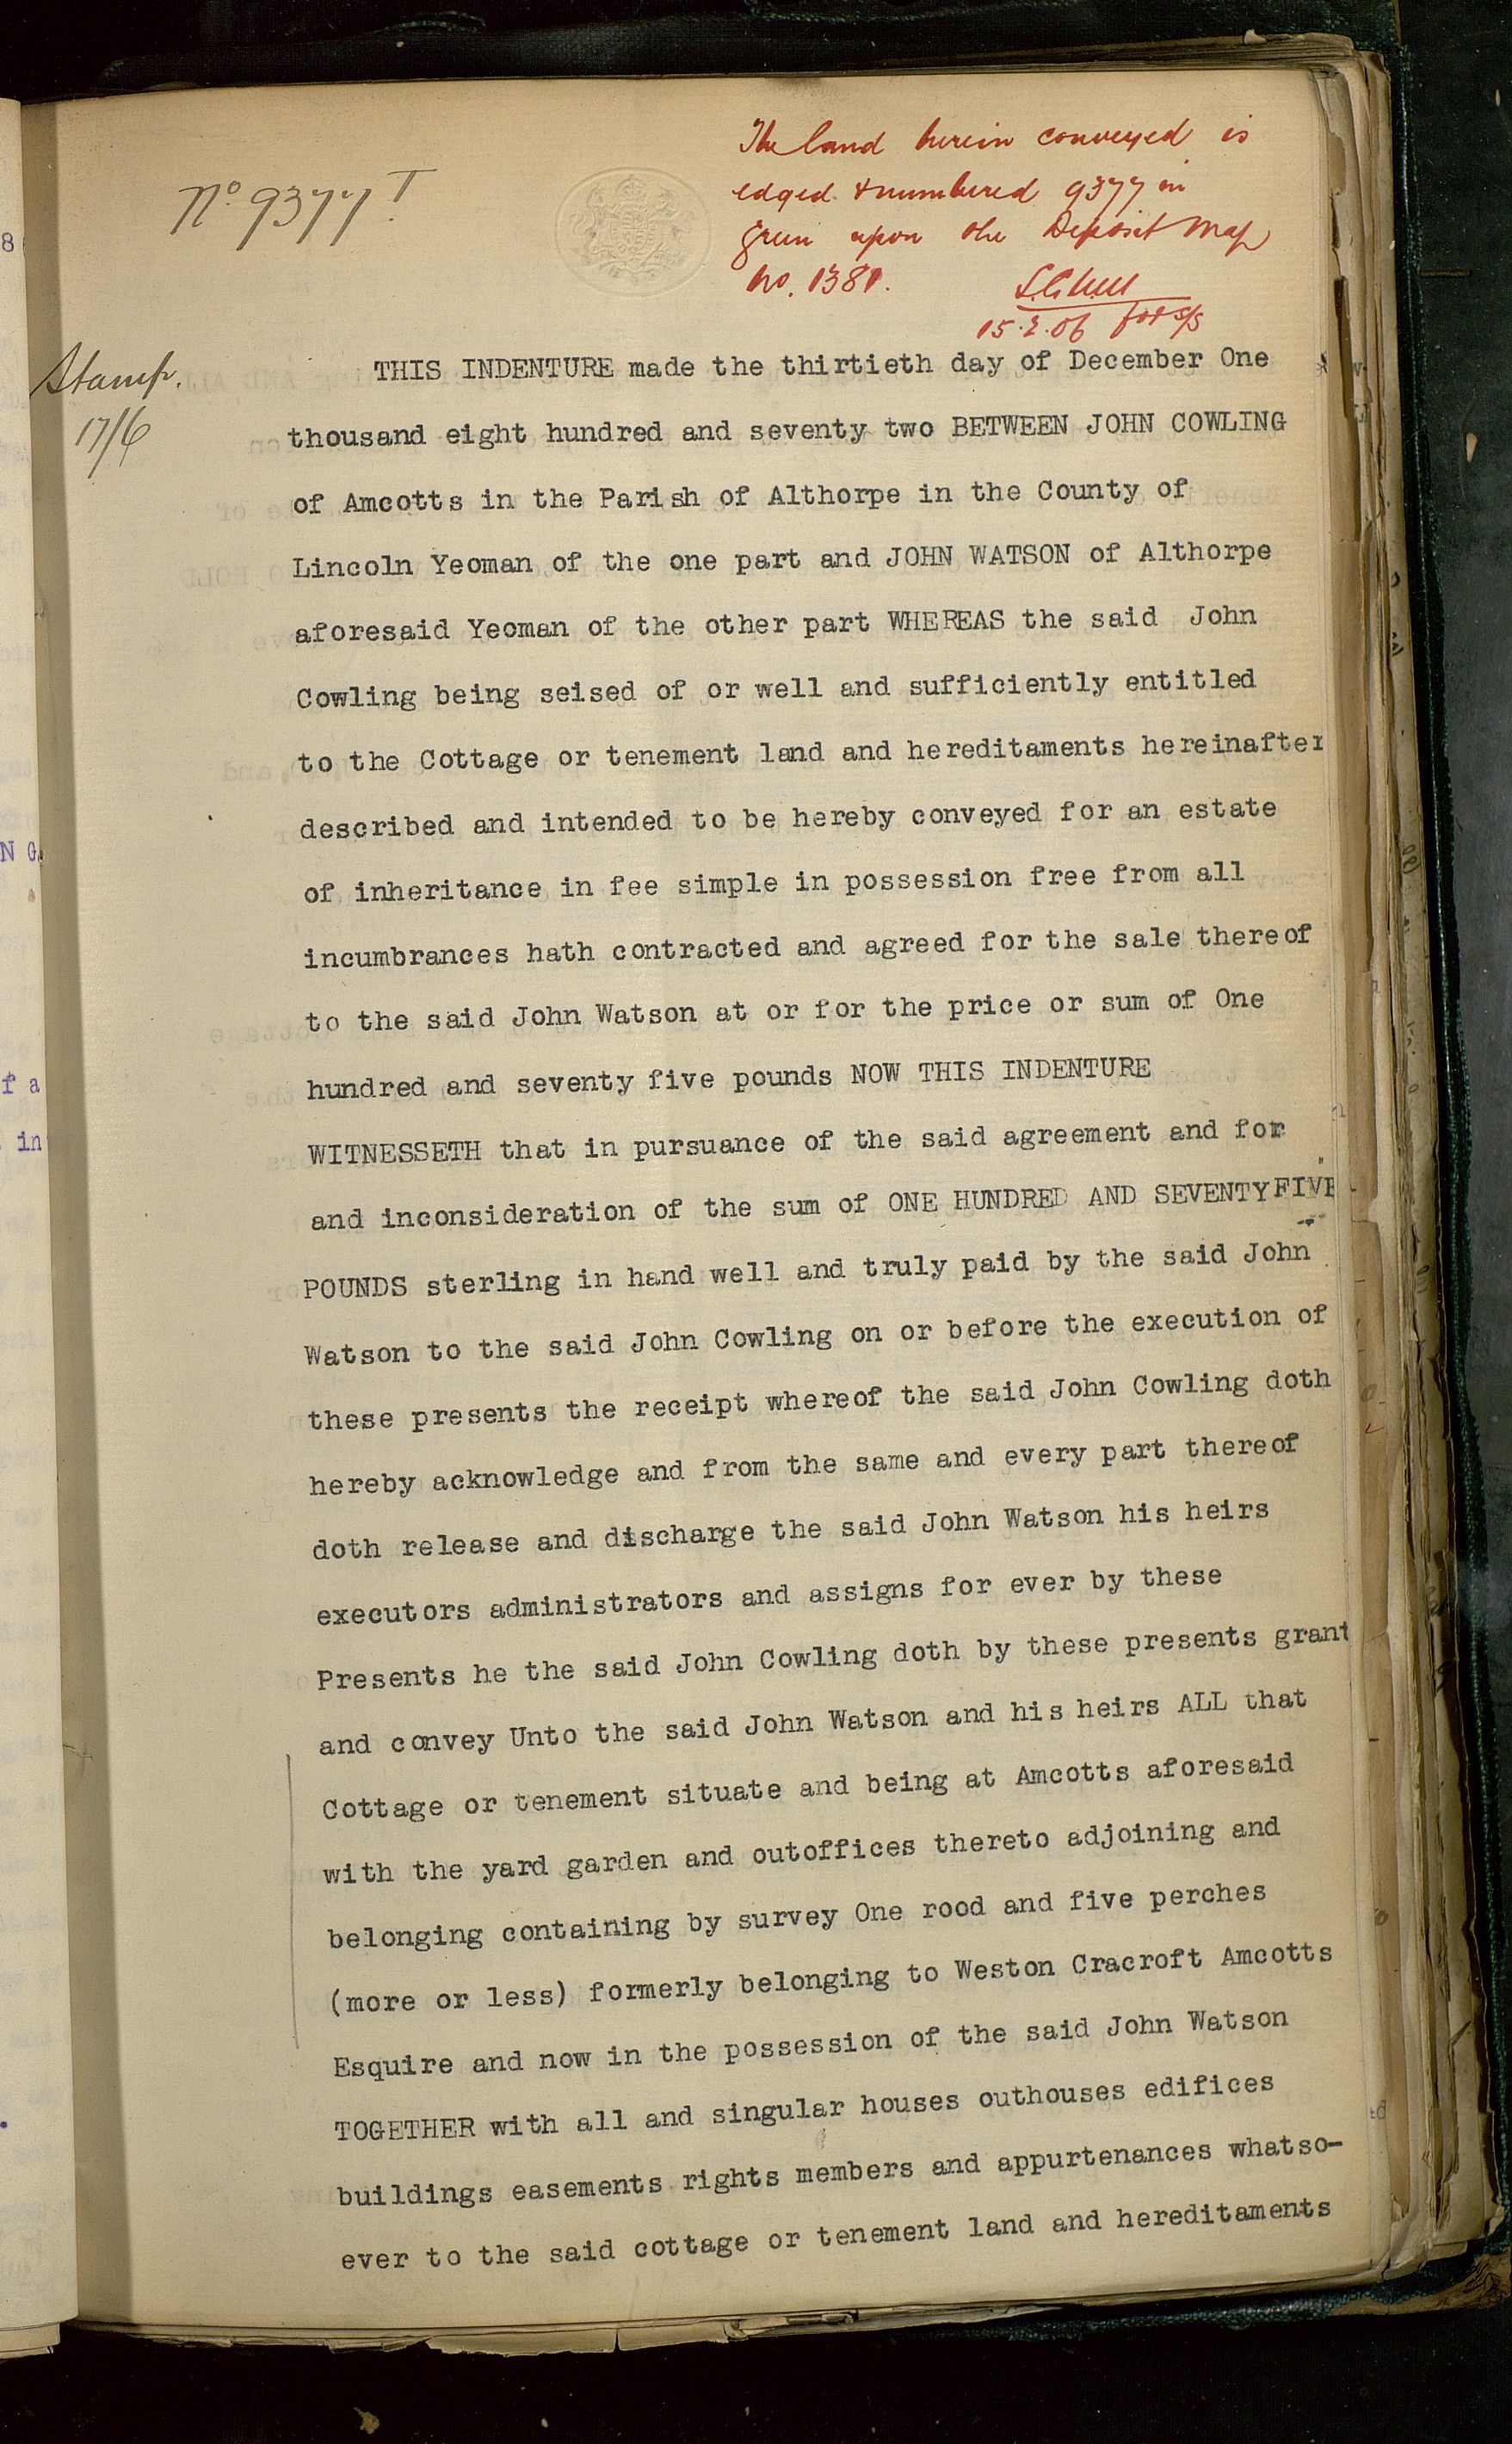 The land herein conveyed is
edged & numbered 9377 in
green upon the Deposit Map
No. 1381.
15.2.06 for S/S
No. 9377 T.
Stamp.
17/6
THIS INDENTURE made the thirtieth day of December One
thousand eight hundred and seventy two BETWEEN JOHN COWLING
of Amcotts in the Parish of Althorpe in the County of
Lincoln Yeoman of the one part and JOHN WATSON of Althorpe
aforesaid Yeoman of the other part WHEREAS the said John
Cowling being seised of or well and sufficiently entitled
to the Cottage or tenement land and hereditaments hereinafter
described and intended to be hereby conveyed for an estate
of inheritance in fee simple in possession free from all
incumbrances hath contracted and agreed for the sale thereof
to the said John Watson at or for the price or sum of One
hundred and seventy five pounds NOW THIS INDENTURE
WITNESSETH that in pursuance of the said agreement and for
and inconsideration of the sum of ONE HUNDRED AND SEVENTY FIVE
POUNDS sterling in hand well and truly paid by the said John
Watson to the said John Cowling on or before the execution of
these presents the receipt whereof the said John Cowling doth
hereby acknowledge and from the same and every part thereof
doth release and discharge the said John Watson his heirs
executors administrators and assigns for ever by these
Presents he the said John Cowling doth by these presents grant
and convey Unto the said John Watson and his heirs ALL that
Cottage or tenement situate and being at Amcotts aforesaid
with the yard garden and outoffices thereto adjoining and
belonging containing by survey One rood and five perches
(more or less) formerly belonging to Weston Cracroft Amcotts
Esquire and now in the possession of the said John Watson
TOGETHER with all and singular houses outhouses edifices
buildings easements rights members and appurtenances whatso-
ever to the said cottage or tenement land and hereditaments